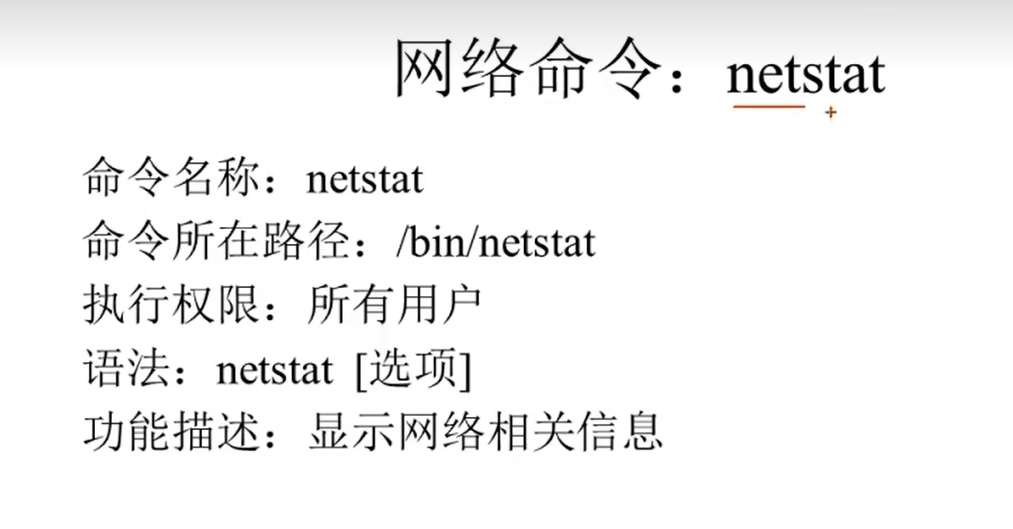 网络命令：netstat
命令名称：netstat
命令所在路径：/bin/netstat
执行权限：所有用户
语法：netstat [选项]
功能描述：显示网络相关信息